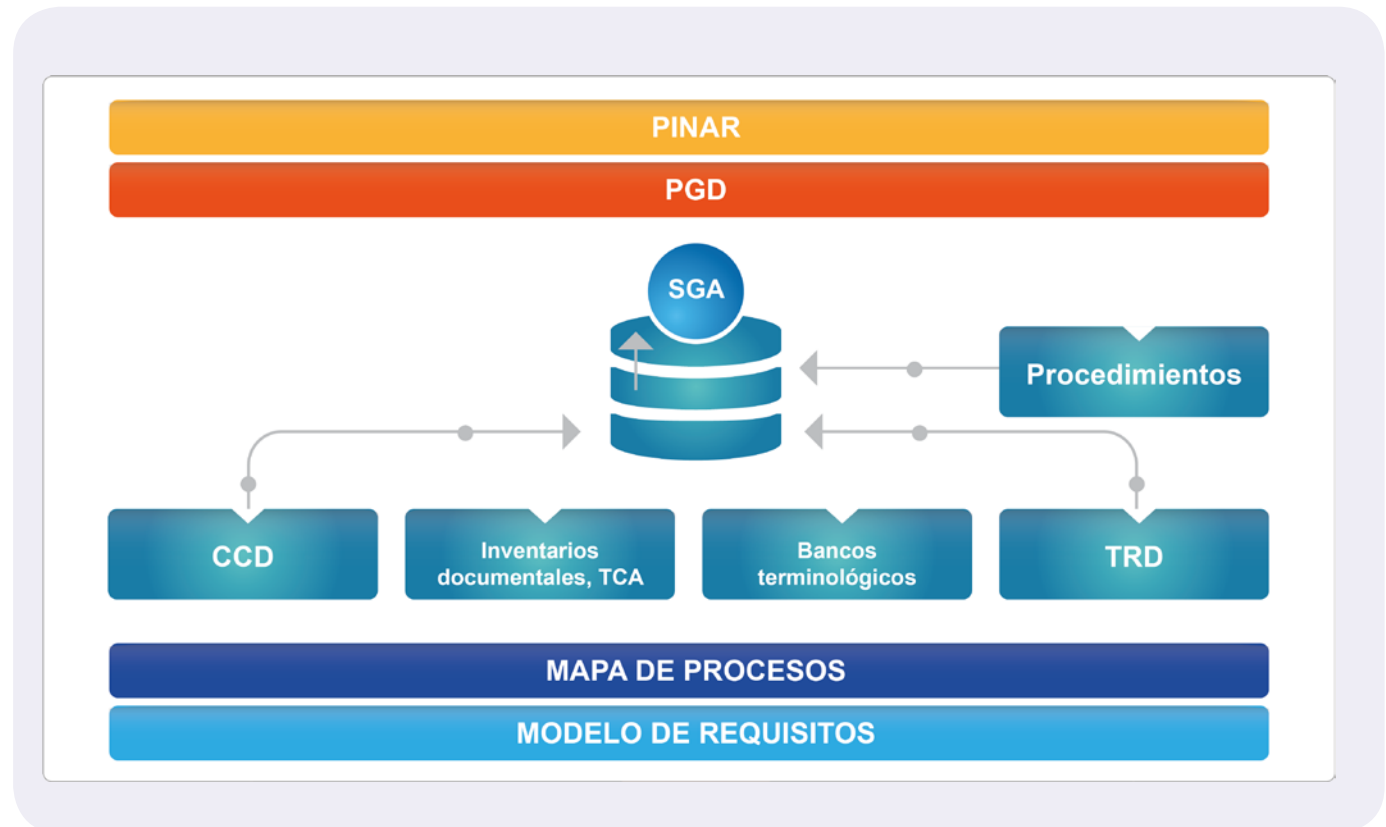 PINAR
PGD
SGA
Procedimientos
CCD
Inventarios
documentales, TCA
Bancos
terminológicos
TRD
MAPA DE PROCESOS
MODELO DE REQUISITOS